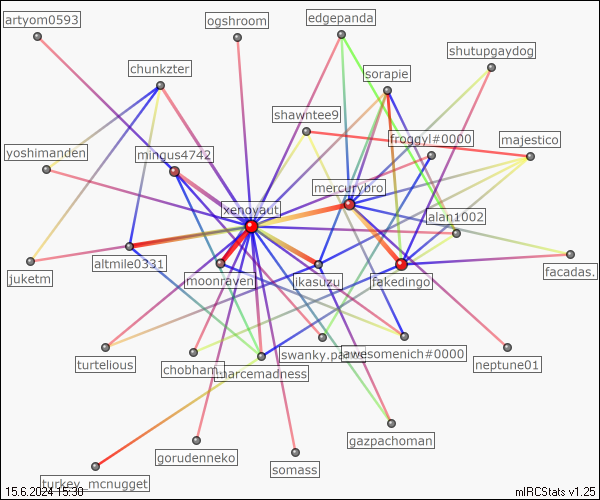 artyom0593
ogshroom
edgepanda
shutupgaydog
chunkzter
sorapie
shawntee9
froggyl#0000
majestico
yoshimanden
mingus4742
mercurybro
xenoyaut
alan1002
altmile0331
juketm
moonraven
ikasuzu
fakedingo
facadas.
turtelious
chobham.
marcemadness
swanky.pa
awesomenich#0000
neptune01
gazpachoman
gorudenneko
somass
turkey_mcnugget
15.6.2024 15:30
mIRCStats v1.25